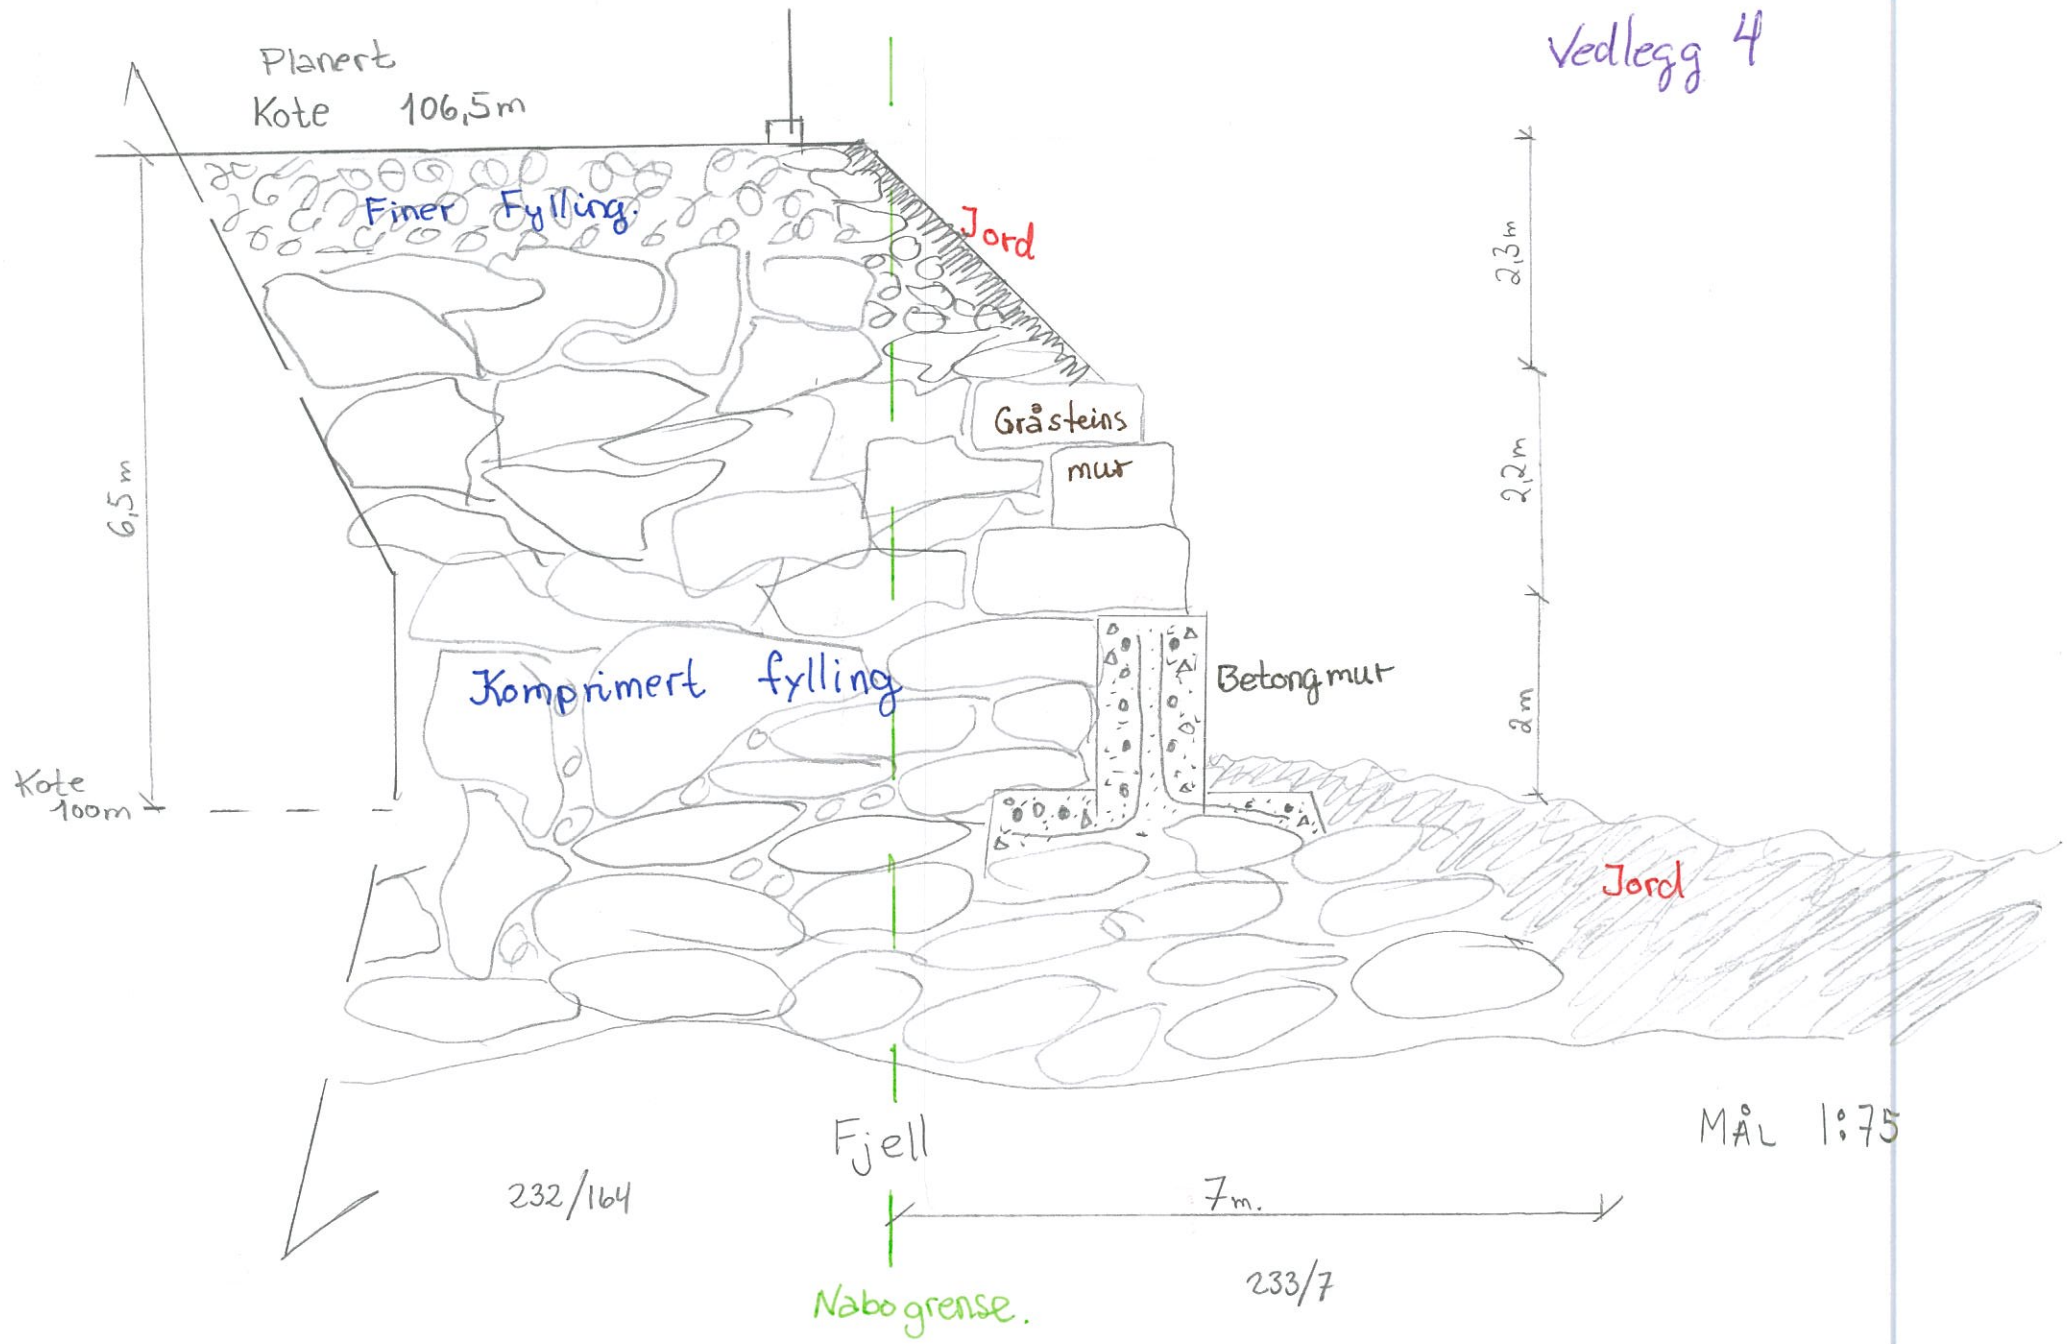 Vedlegg 4
Planert
Kote 106,5m
Finer Fylling.
Jord
2,3m
Gråsteins
mur
2,2m
6,5m
Komprimert fylling
Betongmur
2m
Kote
100m
Jord
Fjell
MÅL 1:75
232/164
7m.
233/7
Nabogrense.